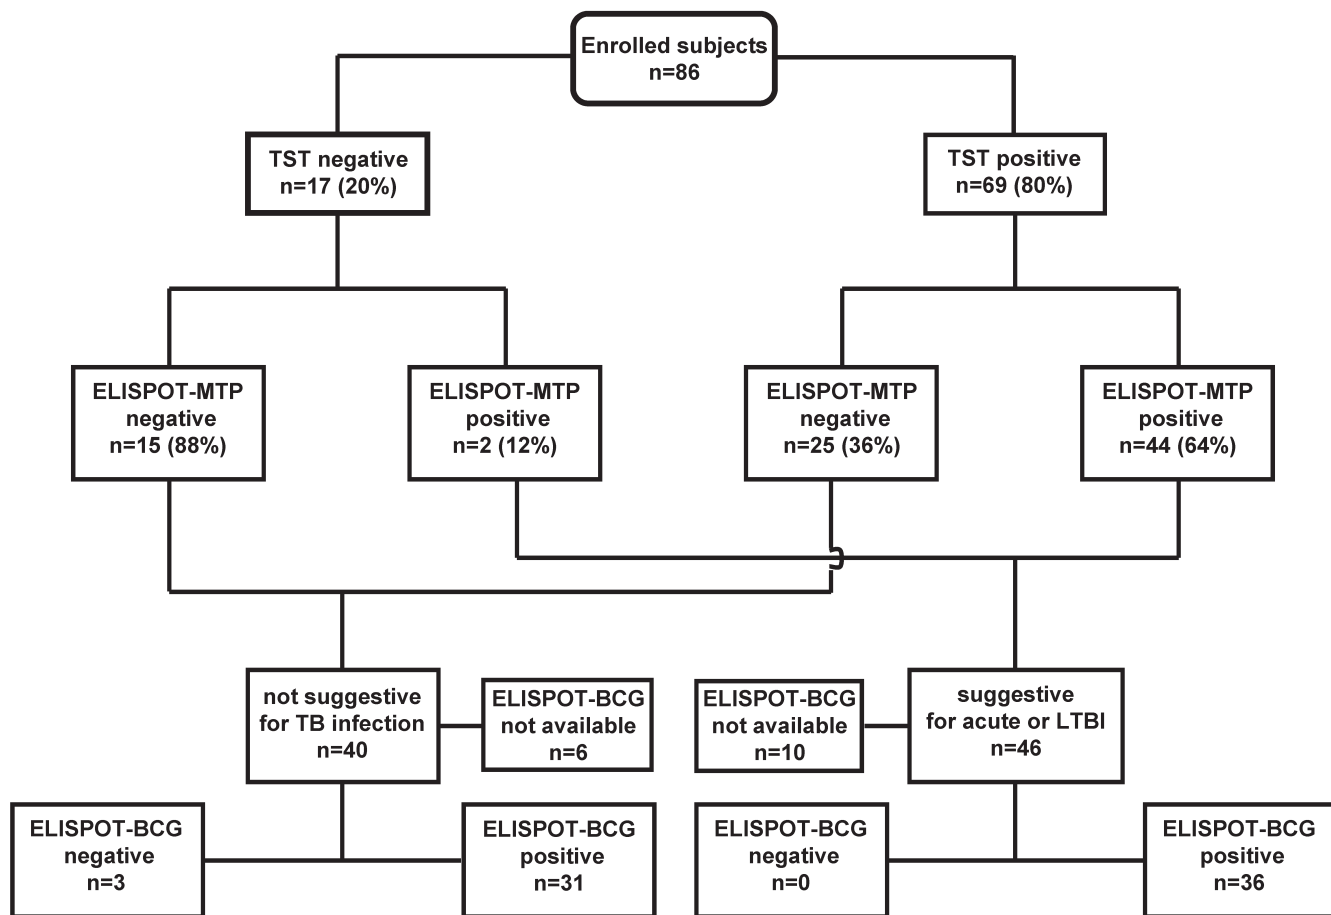 Enrolled subjects
n=86
TST negative
n=17 (20%)
TST positive
n=69 (80%)
ELISPOT-MTP
negative
n=15 (88%)
ELISPOT-MTP
positive
n=2 (12%)
ELISPOT-MTP
negative
n=25 (36%)
ELISPOT-MTP
positive
n=44 (64%)
not suggestive
for TB infection
n=40
ELISPOT-BCG
not available
n=6
ELISPOT-BCG
not available
n=10
suggestive
for acute or LTBI
n=46
ELISPOT-BCG
negative
n=3
ELISPOT-BCG
positive
n=31
ELISPOT-BCG
negative
n=0
ELISPOT-BCG
positive
n=36